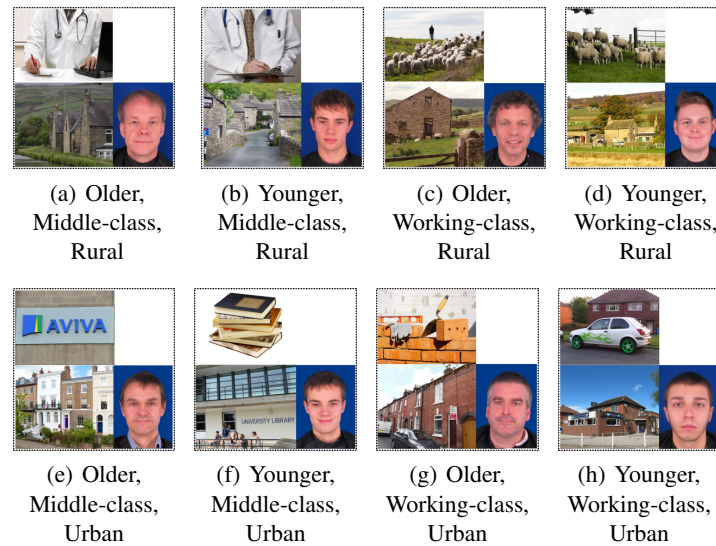 (a) Older,
Middle-class,
Rural
(b) Younger,
Middle-class,
Rural
(c) Older,
Working-class,
Rural
(d) Younger,
Working-class,
Rural
AVIVA
UNIVERSITY LIBRARY
(e) Older,
Middle-class,
Urban
(f) Younger,
Middle-class,
Urban
(g) Older,
Working-class,
Urban
(h) Younger,
Working-class,
Urban